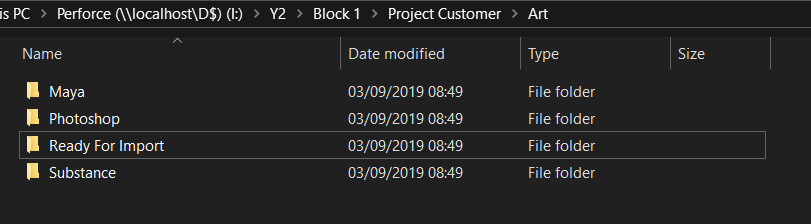 is PC > Perforce (\\localhost\D$) (I:) > Y2 > Block 1 > Project Customer > Art
Name Date modified Type Size
Maya 03/09/2019 08:49 File folder
Photoshop 03/09/2019 08:49 File folder
Ready For Import 03/09/2019 08:49 File folder
Substance 03/09/2019 08:49 File folder